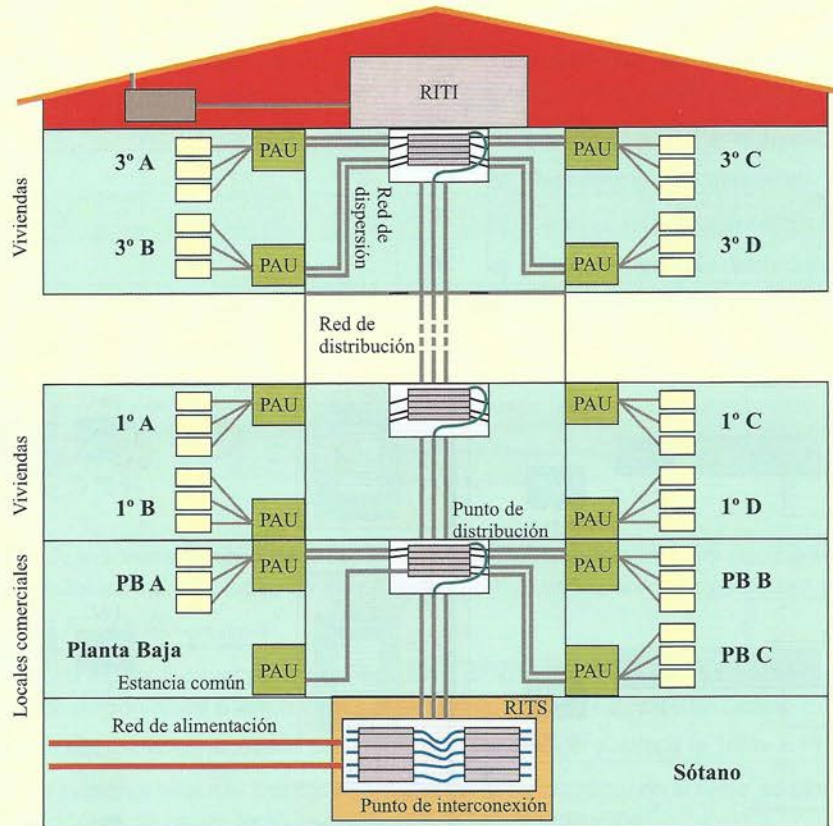 RITI
Viviendas
3º A
PAU
PAU
3º C
3º B
PAU
Red de
dispersión
PAU
3º D
Red de
distribución
Viviendas
1º A
PAU
PAU
1º C
1º B
PAU
Punto de
distribución
PAU
1º D
Locales comerciales
PB A
PAU
PAU
PB B
Planta Baja
PAU
Estancia común
PAU
PB C
RITS
Red de alimentación
Sótano
Punto de interconexión